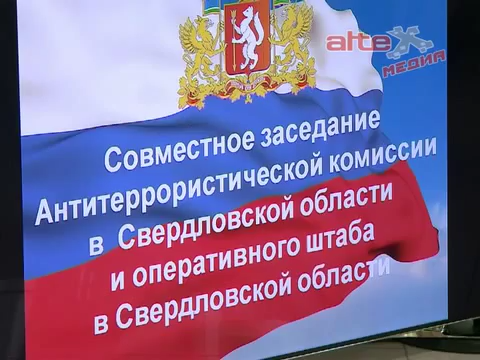 alteX
МЕДИА
Совместное заседание
Антитеррористической комиссии
в Свердловской области
и оперативного штаба
в Свердловской области